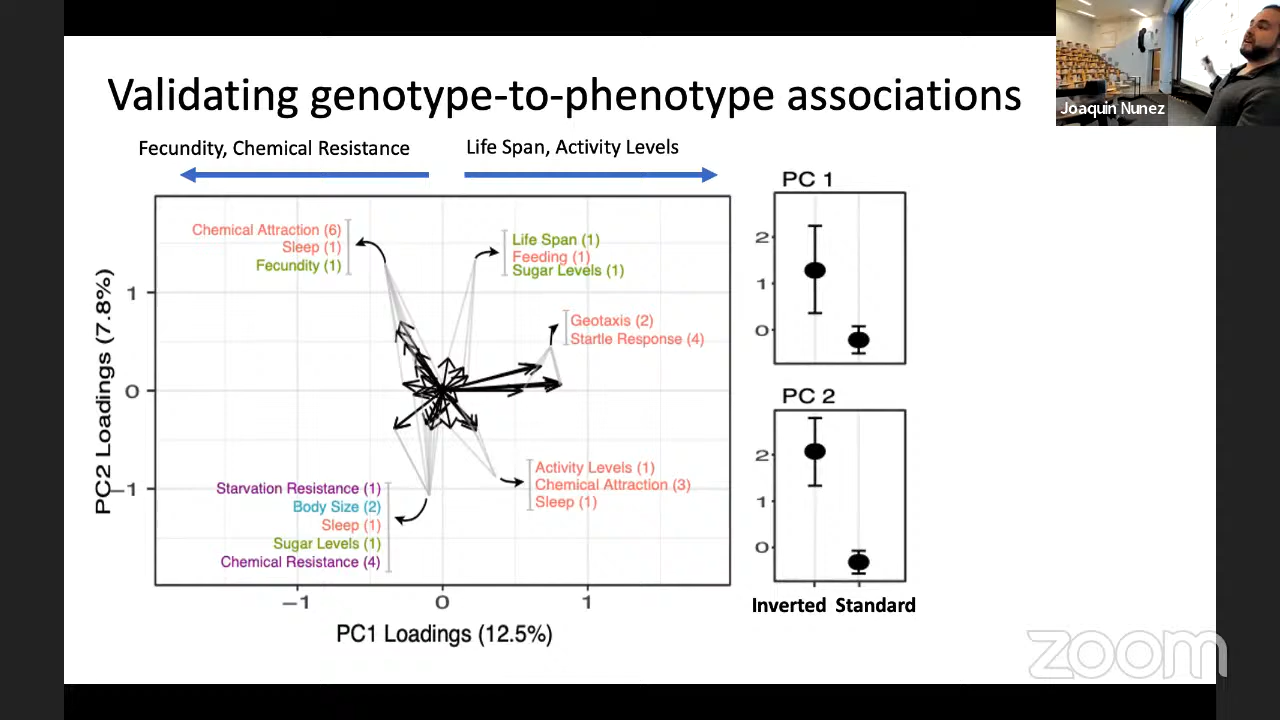 Joaquin Nunez
Validating genotype-to-phenotype associations
Fecundity, Chemical Resistance
Life Span, Activity Levels
PC2 Loadings (7.8%)
1
0
−1
Chemical Attraction (6)
Sleep (1)
Fecundity (1)
Life Span (1)
Feeding (1)
Sugar Levels (1)
Geotaxis (2)
Startle Response (4)
Activity Levels (1)
Chemical Attraction (3)
Sleep (1)
Starvation Resistance (1)
Body Size (2)
Sleep (1)
Sugar Levels (1)
Chemical Resistance (4)
−1
0
1
PC1 Loadings (12.5%)
PC 1
2
1
0
PC 2
2
1
0
Inverted Standard
zoom